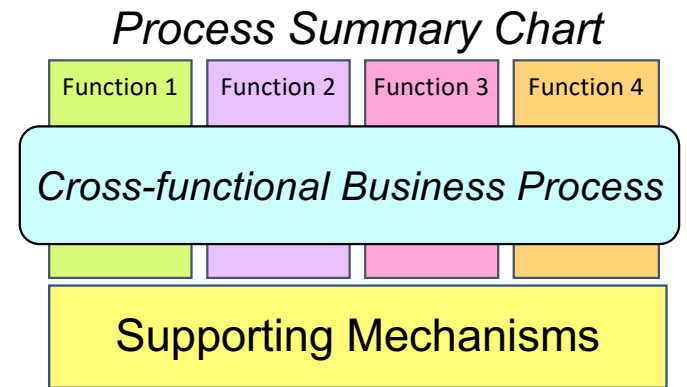 Process Summary Chart
Function 1
Function 2
Function 3
Function 4
Cross-functional Business Process
Supporting Mechanisms